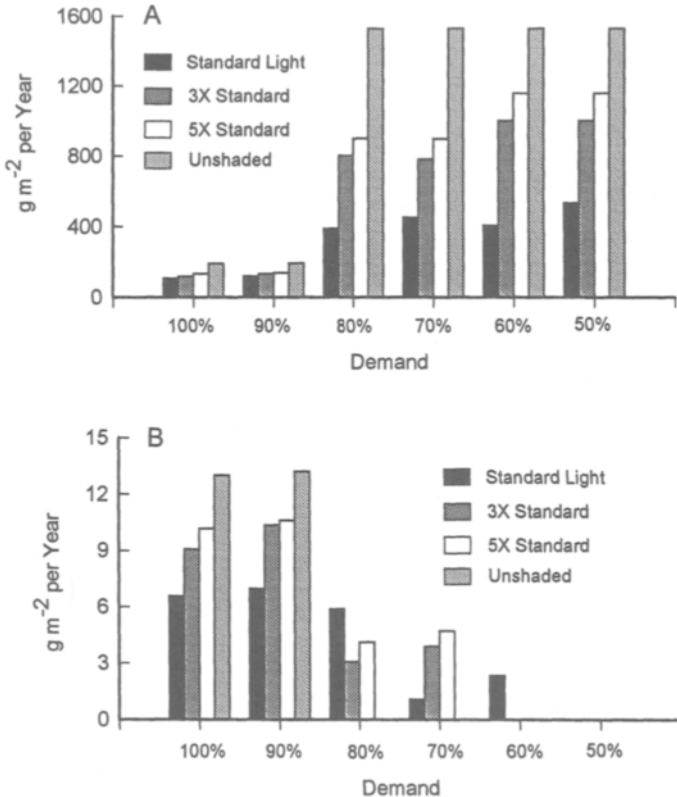 A
1600
1200
800
400
0
g m-2 per Year
Standard Light
3X Standard
5X Standard
Unshaded
100% 90% 80% 70% 60% 50%
Demand
B
15
12
9
6
3
0
g m-2 per Year
Standard Light
3X Standard
5X Standard
Unshaded
100% 90% 80% 70% 60% 50%
Demand